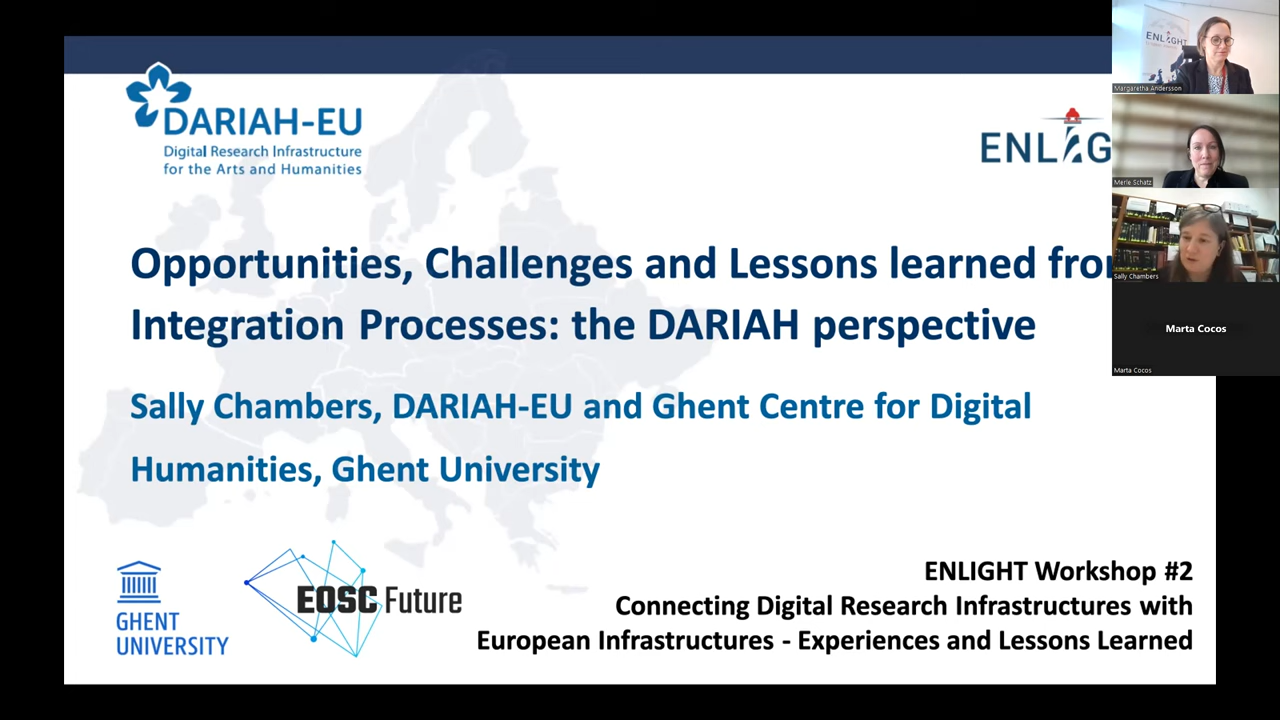 DARIAH-EU
Digital Research Infrastructure
for the Arts and Humanities
ENLIG
Opportunities, Challenges and Lessons learned fro
Integration Processes: the DARIAH perspective
Sally Chambers, DARIAH-EU and Ghent Centre for Digital
Humanities, Ghent University
GHENT
UNIVERSITY
EOSC Future
ENLIGHT Workshop #2
Connecting Digital Research Infrastructures with
European Infrastructures - Experiences and Lessons Learned
ENLIGHT
Margaretha Andersson
Merle Schatz
Sally Chambers
Marta Cocos
Marta Cocos